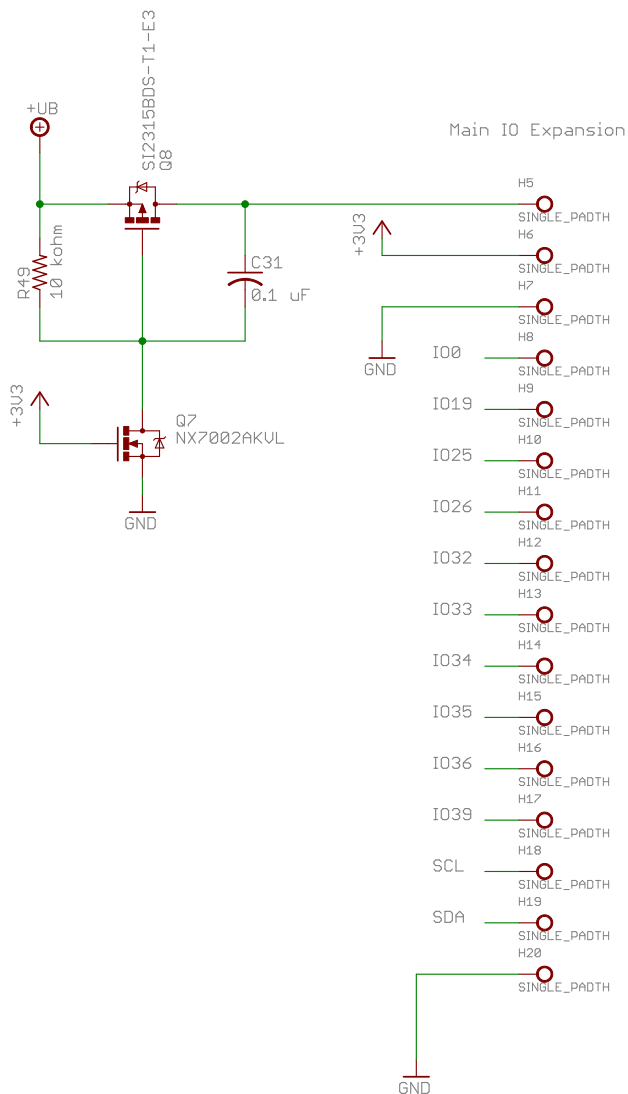 SI2315BDS-T1-E3
Q8
+UB
Main IO Expansion
R49
10 kohm
C31
0.1 uF
+3V3
GND
+3V3
Q7
NX7002AKVL
GND
H5
SINGLE_PADTH
H6
SINGLE_PADTH
H7
SINGLE_PADTH
H8
IO0
SINGLE_PADTH
H9
IO19
SINGLE_PADTH
H10
IO25
SINGLE_PADTH
H11
IO26
SINGLE_PADTH
H12
IO32
SINGLE_PADTH
H13
IO33
SINGLE_PADTH
H14
IO34
SINGLE_PADTH
H15
IO35
SINGLE_PADTH
H16
IO36
SINGLE_PADTH
H17
IO39
SINGLE_PADTH
H18
SCL
SINGLE_PADTH
H19
SDA
SINGLE_PADTH
H20
SINGLE_PADTH
GND